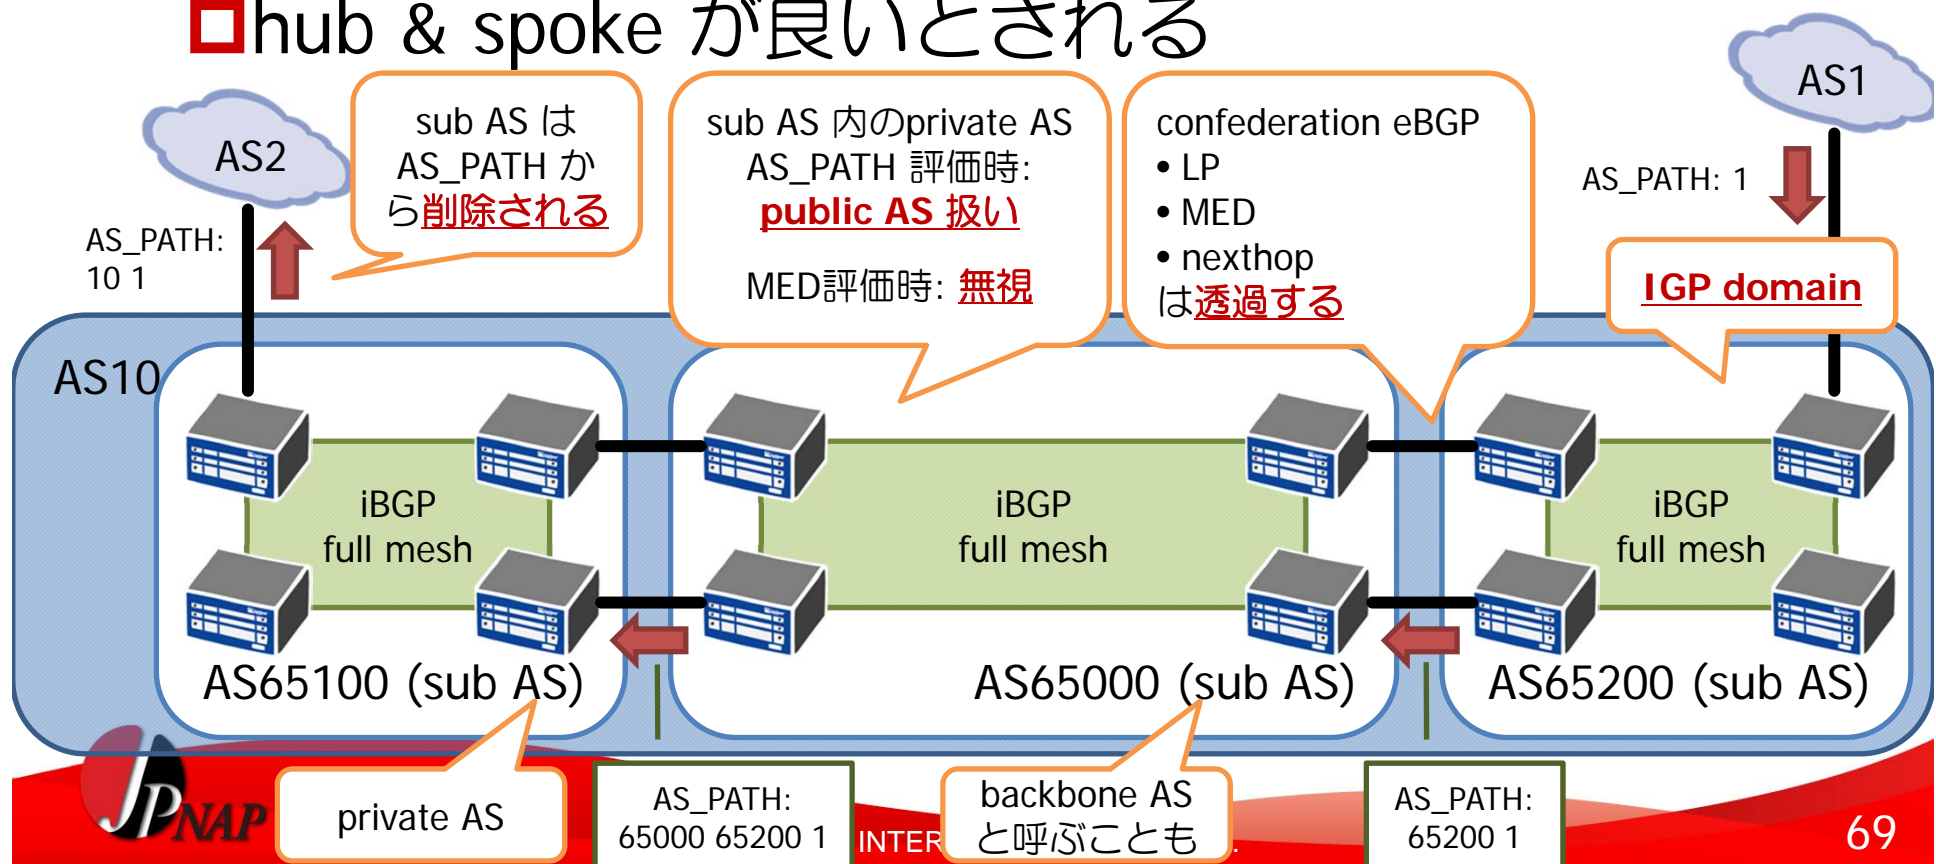 hub & spoke が良いとされる
AS1
AS2
sub AS は
AS_PATH か
ら削除される
sub AS 内のprivate AS
AS_PATH 評価時:
public AS 扱い
MED評価時: 無視
confederation eBGP
• LP
• MED
• nexthop
は透過する
AS_PATH: 1
AS_PATH:
10 1
IGP domain
AS10
iBGP
full mesh
iBGP
full mesh
iBGP
full mesh
AS65100 (sub AS)
AS65000 (sub AS)
AS65200 (sub AS)
JPNAP
private AS
AS_PATH:
65000 65200 1
INTER
backbone AS
と呼ぶことも
.
AS_PATH:
65200 1
69